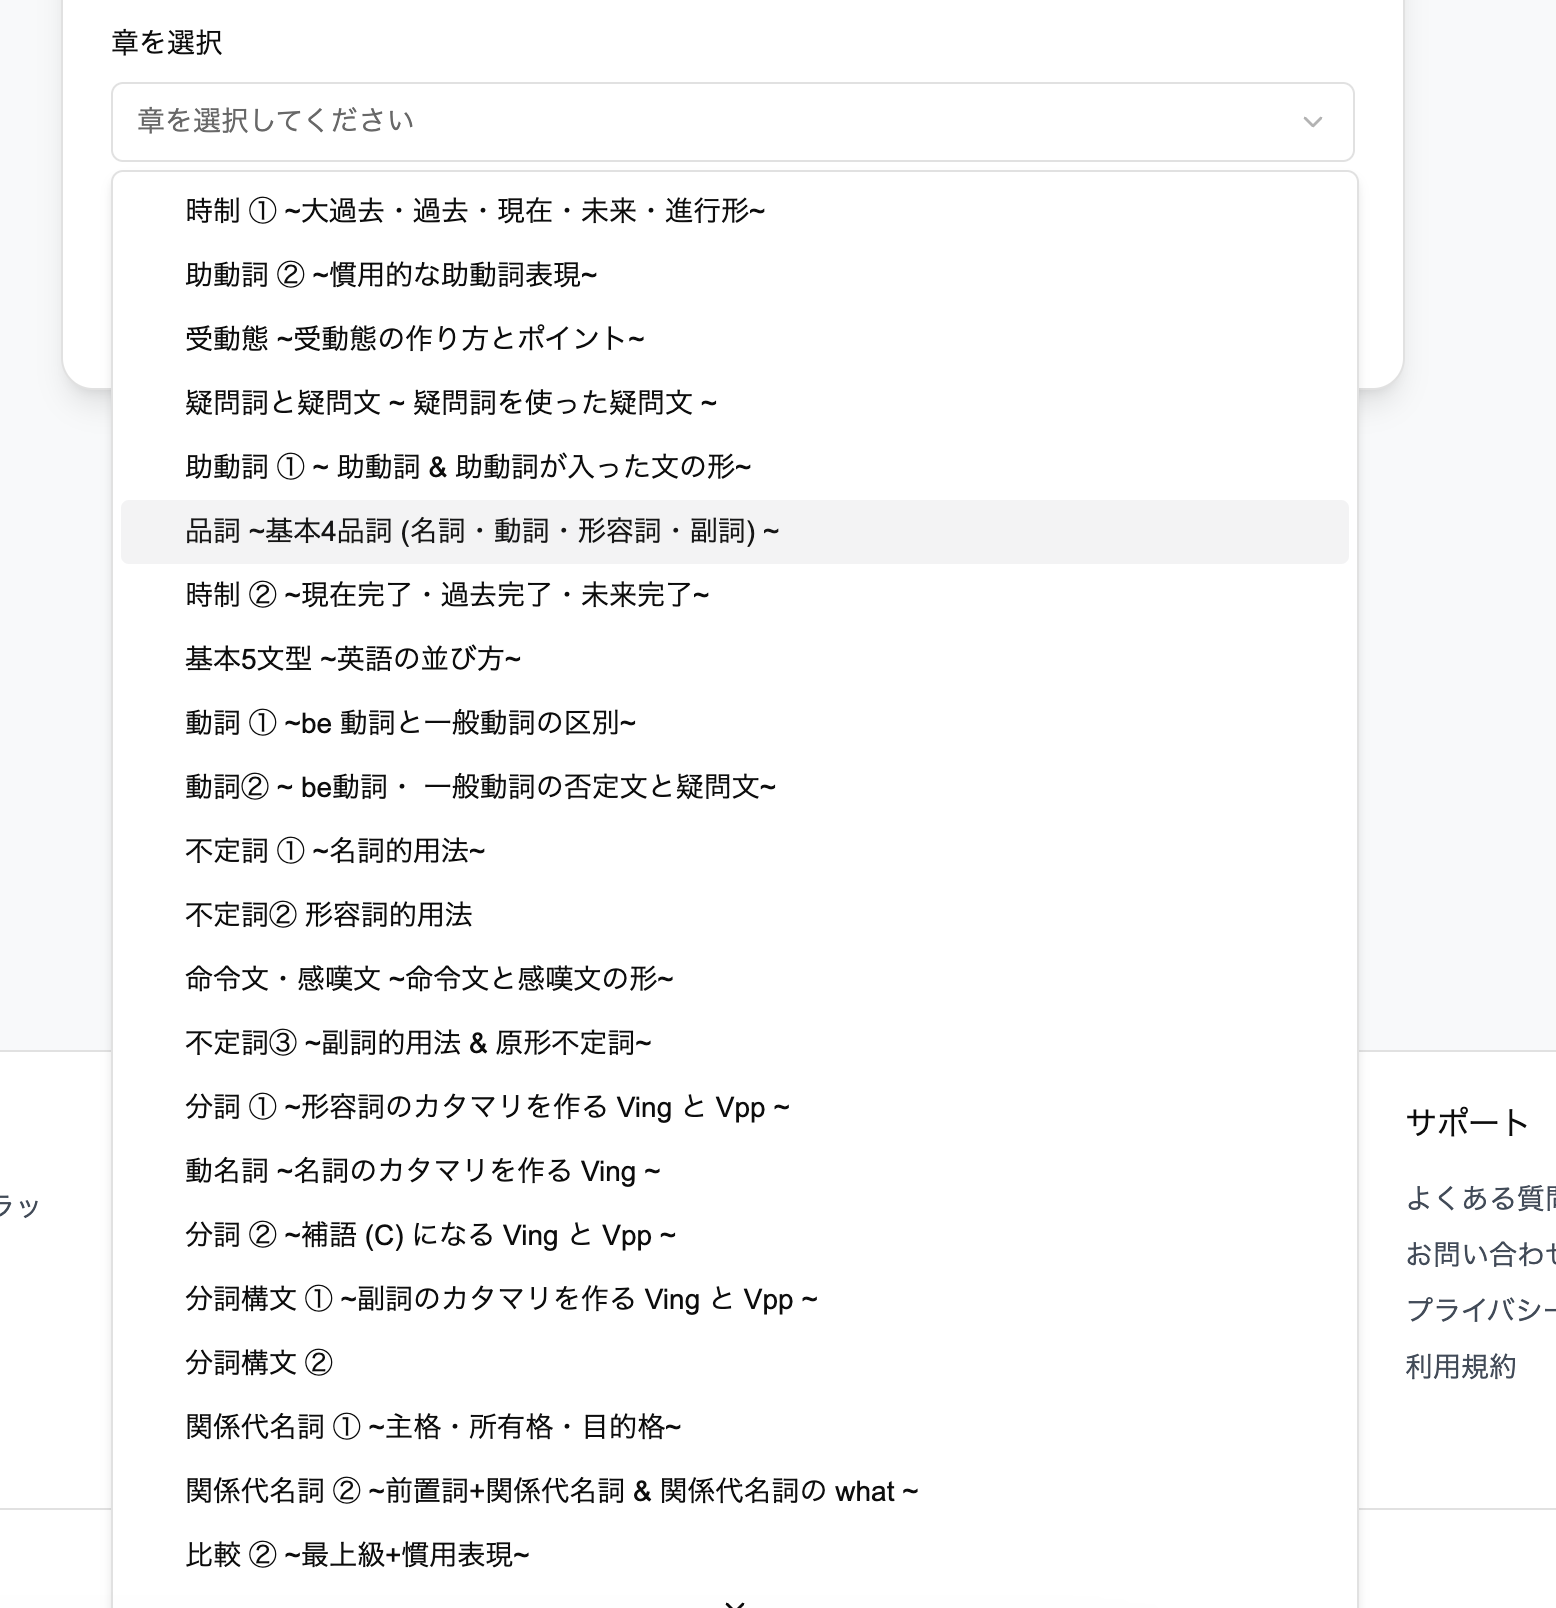 章を選択
章を選択してください
時制 ① ~大過去・過去・現在・未来・進行形~
助動詞 ② ~慣用的な助動詞表現~
受動態 ~受動態の作り方とポイント~
疑問詞と疑問文 ~ 疑問詞を使った疑問文 ~
助動詞 ① ~ 助動詞 & 助動詞が入った文の形~
品詞 ~基本4品詞 (名詞・動詞・形容詞・副詞) ~
時制 ② ~現在完了・過去完了・未来完了~
基本5文型 ~英語の並び方~
動詞 ① ~be 動詞と一般動詞の区別~
動詞② ~ be動詞・ 一般動詞の否定文と疑問文~
不定詞 ① ~名詞的用法~
不定詞② 形容詞的用法
命令文・感嘆文 ~命令文と感嘆文の形~
不定詞③ ~副詞的用法 & 原形不定詞~
分詞 ① ~形容詞のカタマリを作る Ving と Vpp ~
動名詞 ~名詞のカタマリを作る Ving ~
分詞 ② ~補語 (C) になる Ving と Vpp ~
分詞構文 ① ~副詞のカタマリを作る Ving と Vpp ~
分詞構文 ②
関係代名詞 ① ~主格・所有格・目的格~
関係代名詞 ② ~前置詞+関係代名詞 & 関係代名詞の what ~
比較 ② ~最上級+慣用表現~
ラッ
サポート
よくある質問
お問い合わせ
プライバシー
利用規約